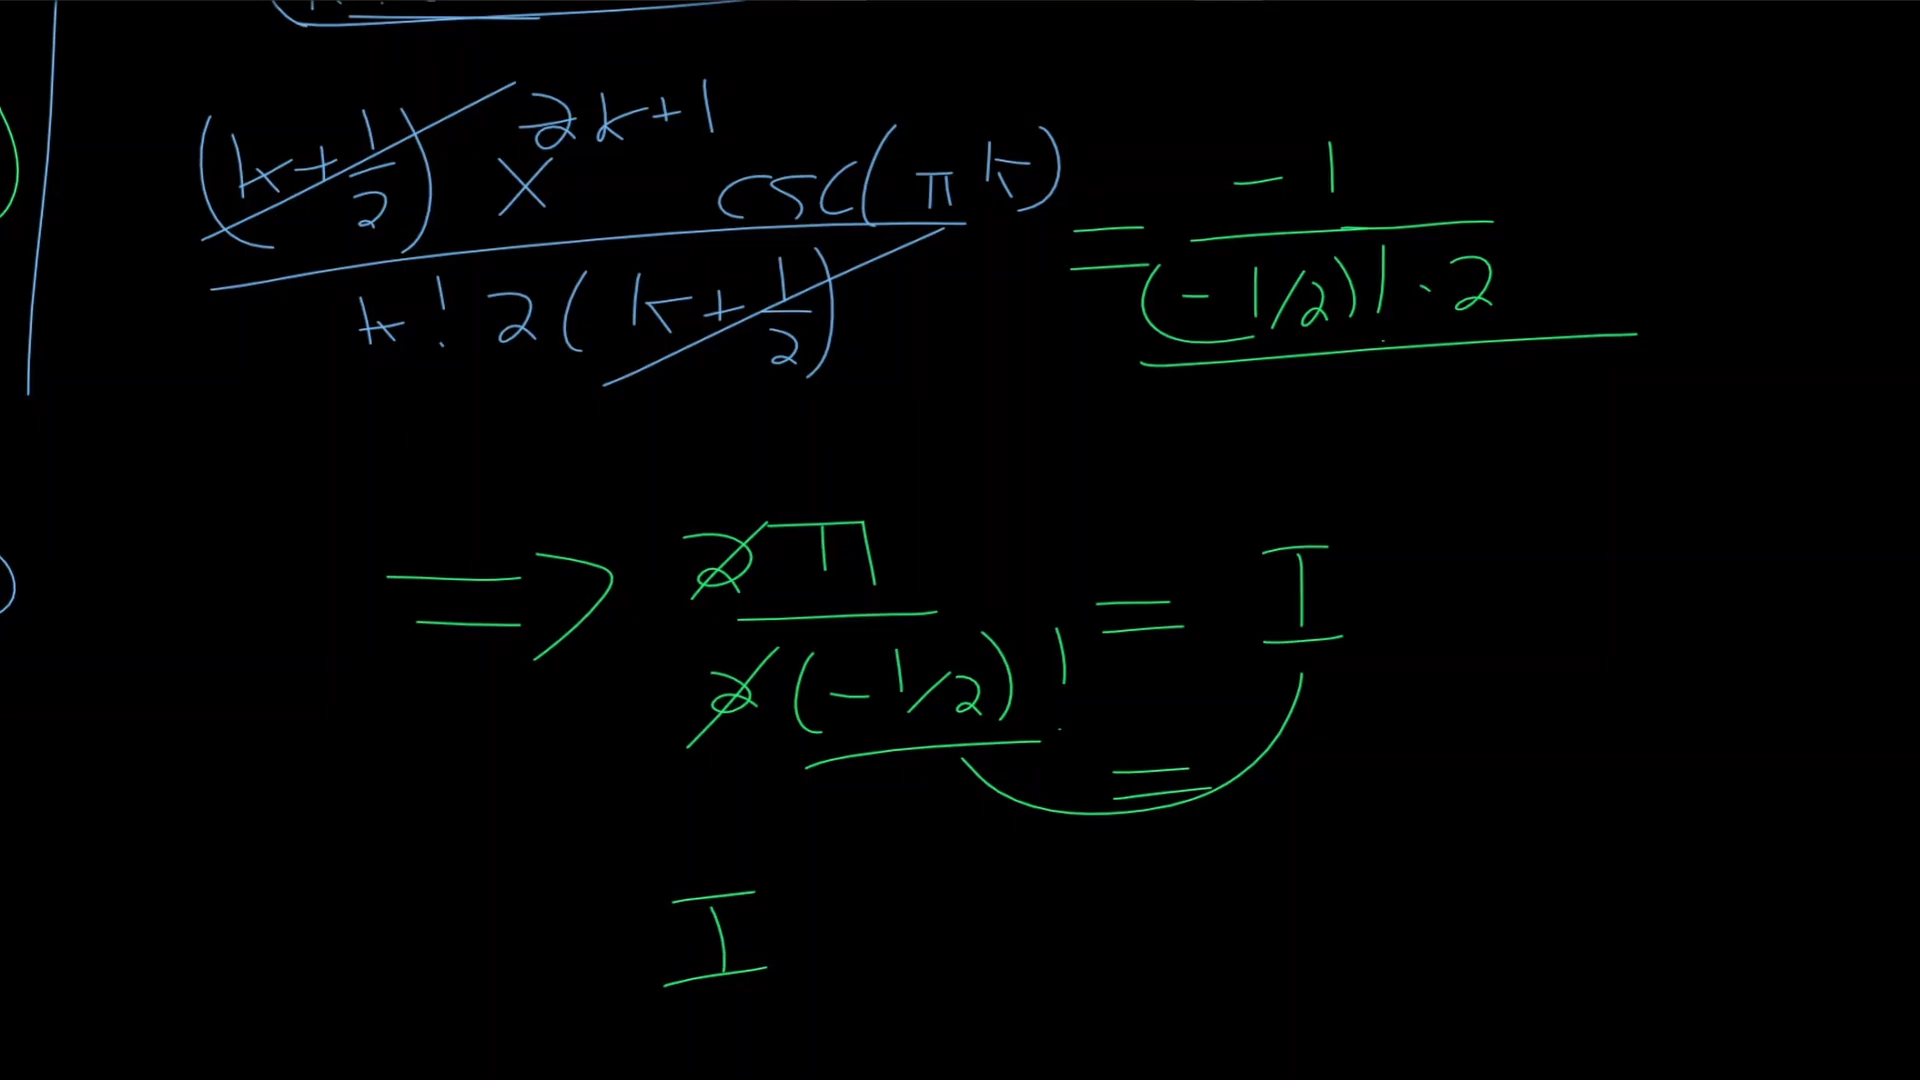 (k+1/2) x^{2k+1} csc(πk) / k! 2(k+1/2) = -1 / (-1/2)! · 2
=> 2π / 2(-1/2)! = I
=
I